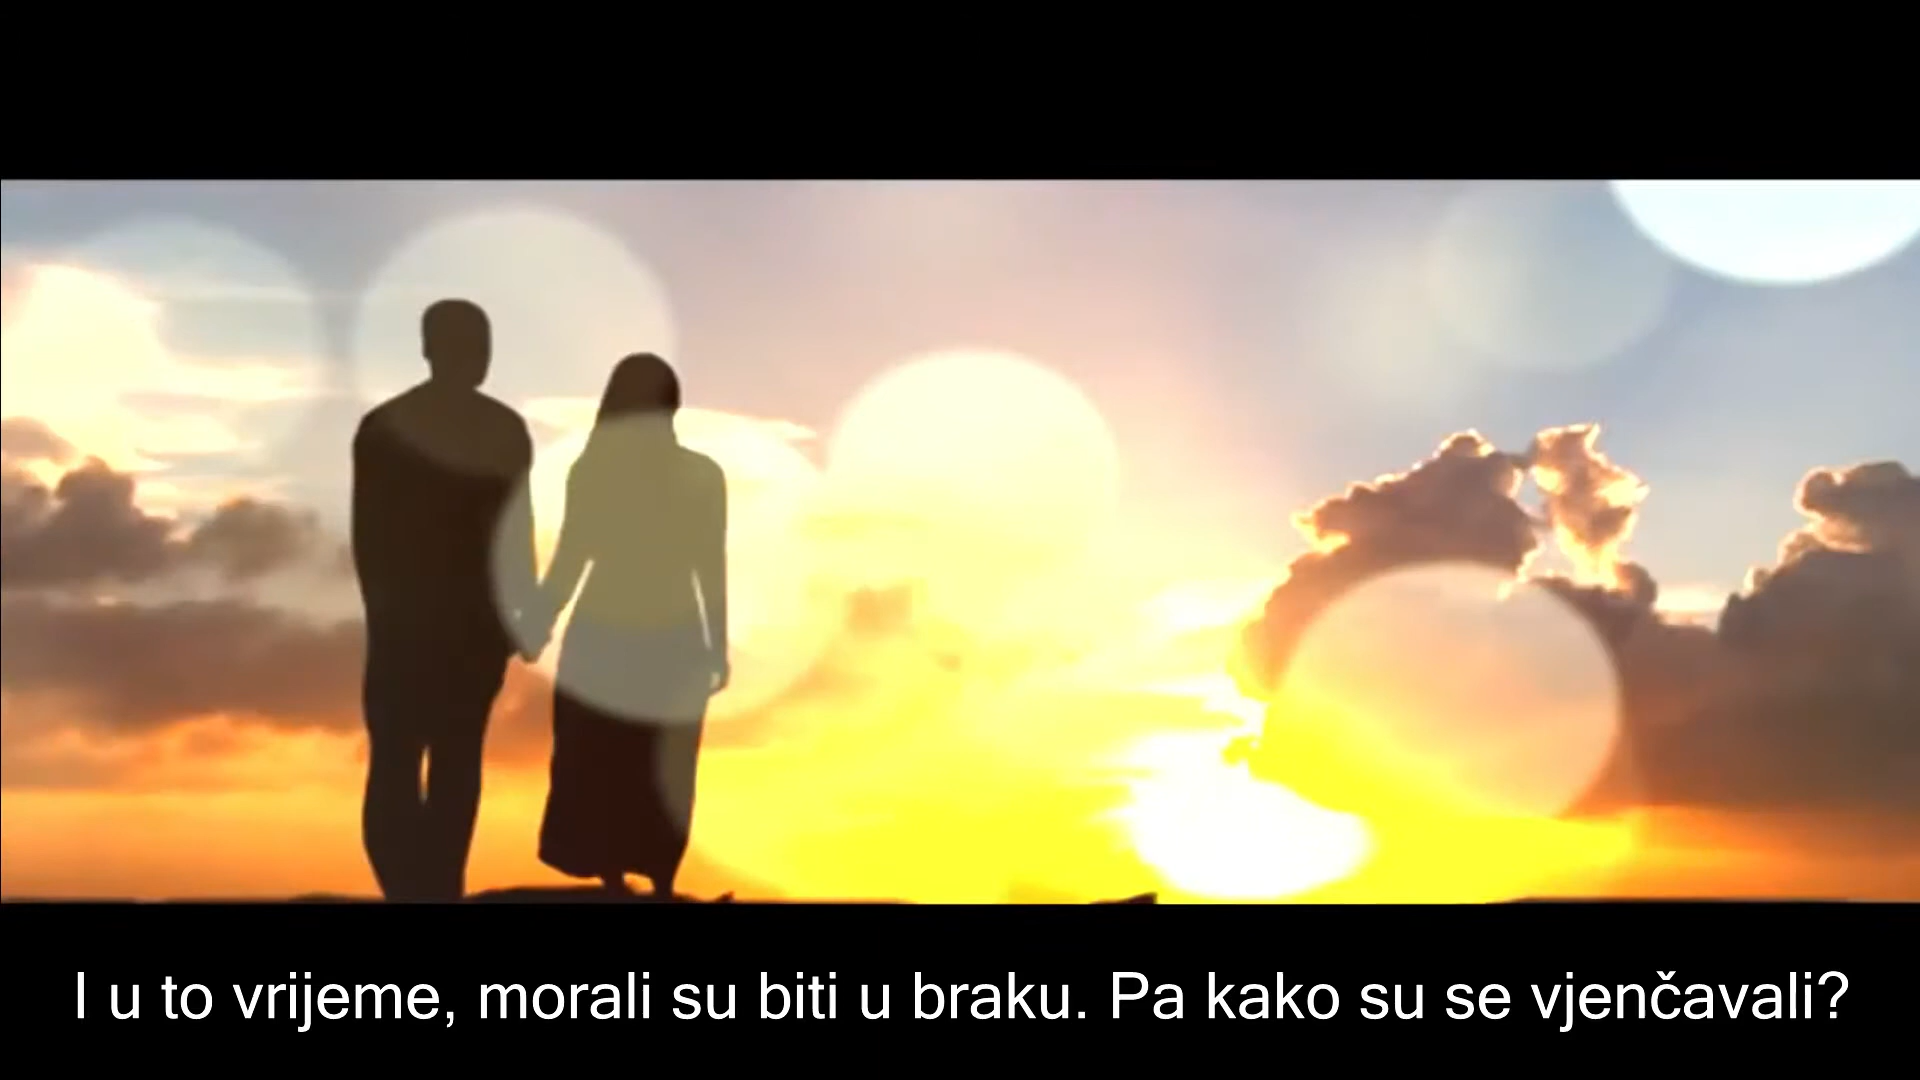 I u to vrijeme, morali su biti u braku. Pa kako su se vjenčavali?